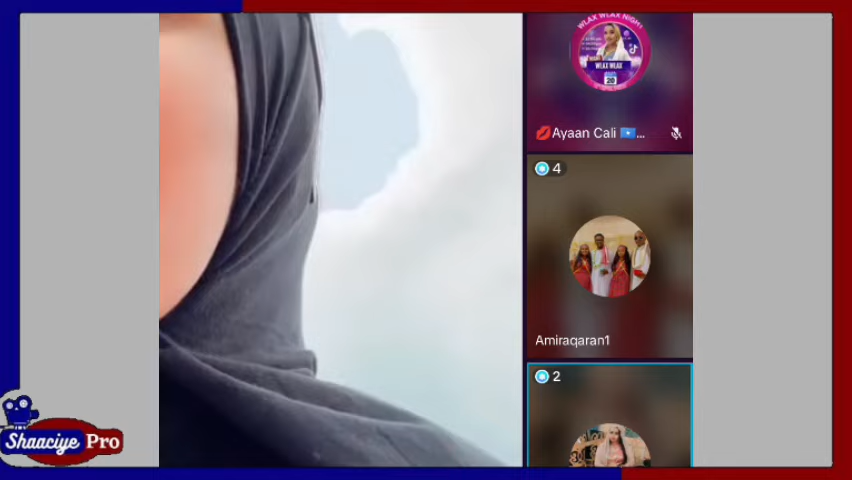 WLAX WLAX NIGHT
WLAX WLAX
20
Ayaan Cali ...
4
Amiraqaran1
2
Shaaciye Pro